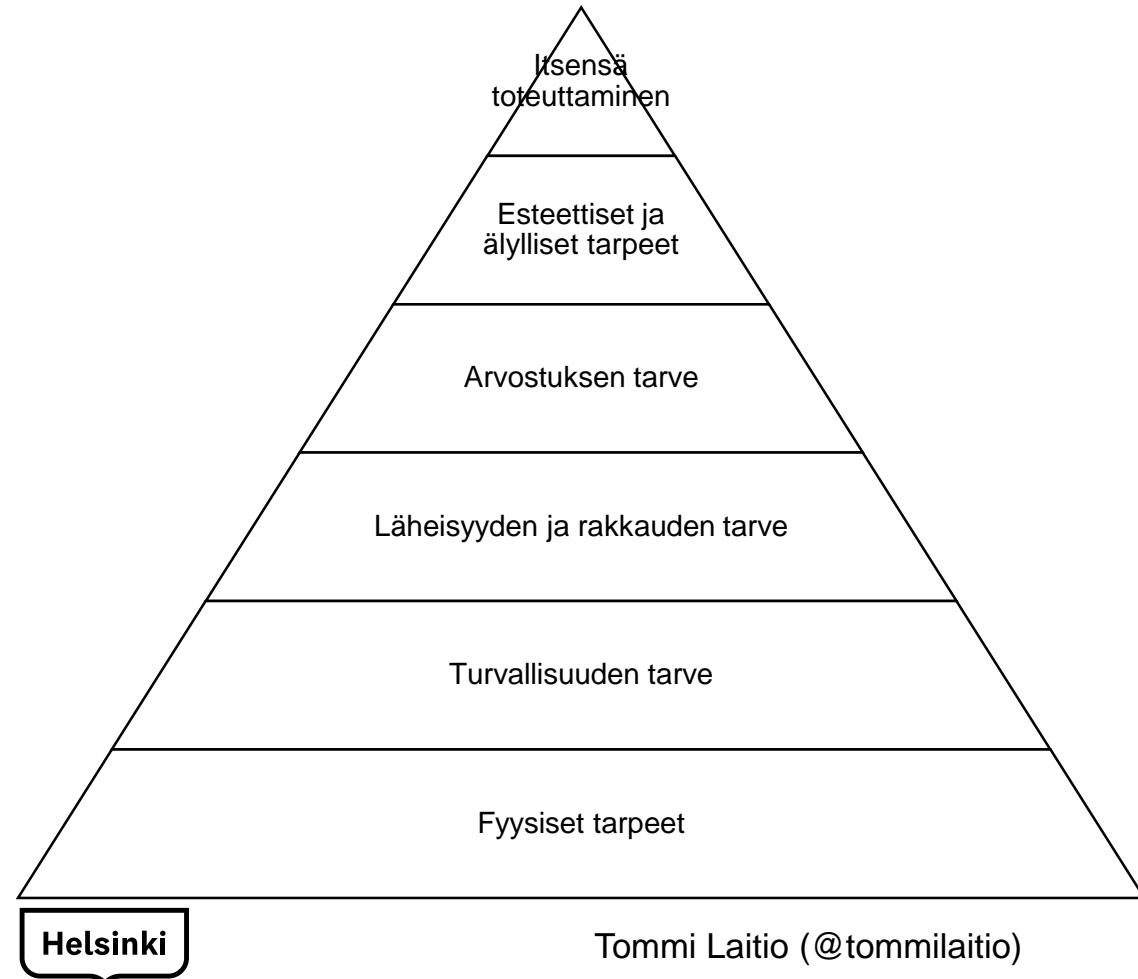 Itsensä
toteuttaminen
Esteettiset ja
älylliset tarpeet
Arvostuksen tarve
Läheisyyden ja rakkauden tarve
Turvallisuuden tarve
Fyysiset tarpeet
Helsinki
Tommi Laitio (@tommilaitio)